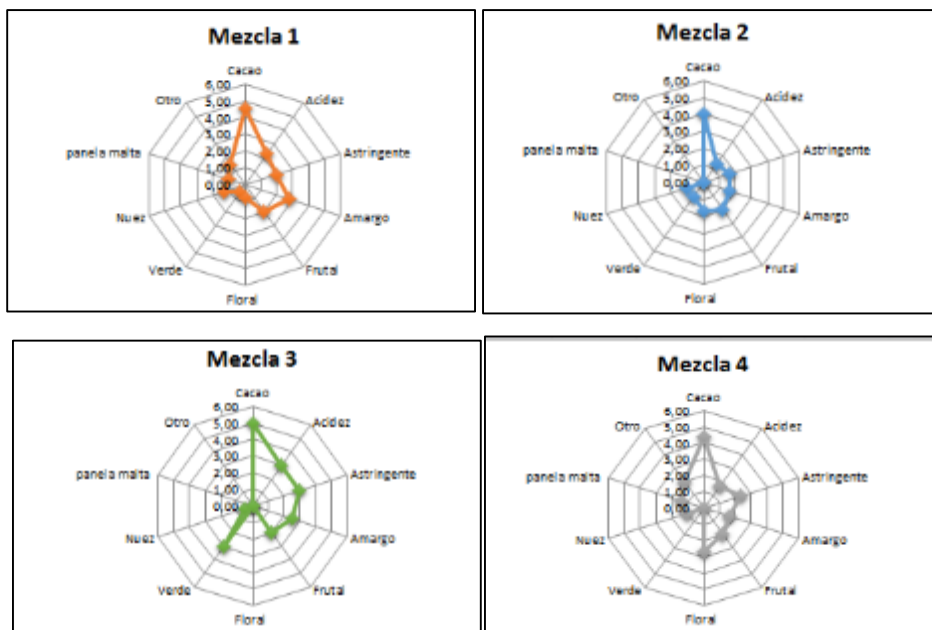 Mezcla 1
Cacao
Otro
Acidez
panela malta
Astringente
Nuez
Amargo
Verde
Frutal
Floral
6,00
5,00
4,00
3,00
2,00
1,00
0,00
Mezcla 2
Cacao
Otro
Acidez
panela malta
Astringente
Nuez
Amargo
Verde
Frutal
Floral
6,00
5,00
4,00
3,00
2,00
1,00
0,00
Mezcla 3
Cacao
Otro
Acidez
panela malta
Astringente
Nuez
Amargo
Verde
Frutal
Floral
6,00
5,00
4,00
3,00
2,00
1,00
0,00
Mezcla 4
Cacao
Otro
Acidez
panela malta
Astringente
Nuez
Amargo
Verde
Frutal
Floral
6,00
5,00
4,00
3,00
2,00
1,00
0,00